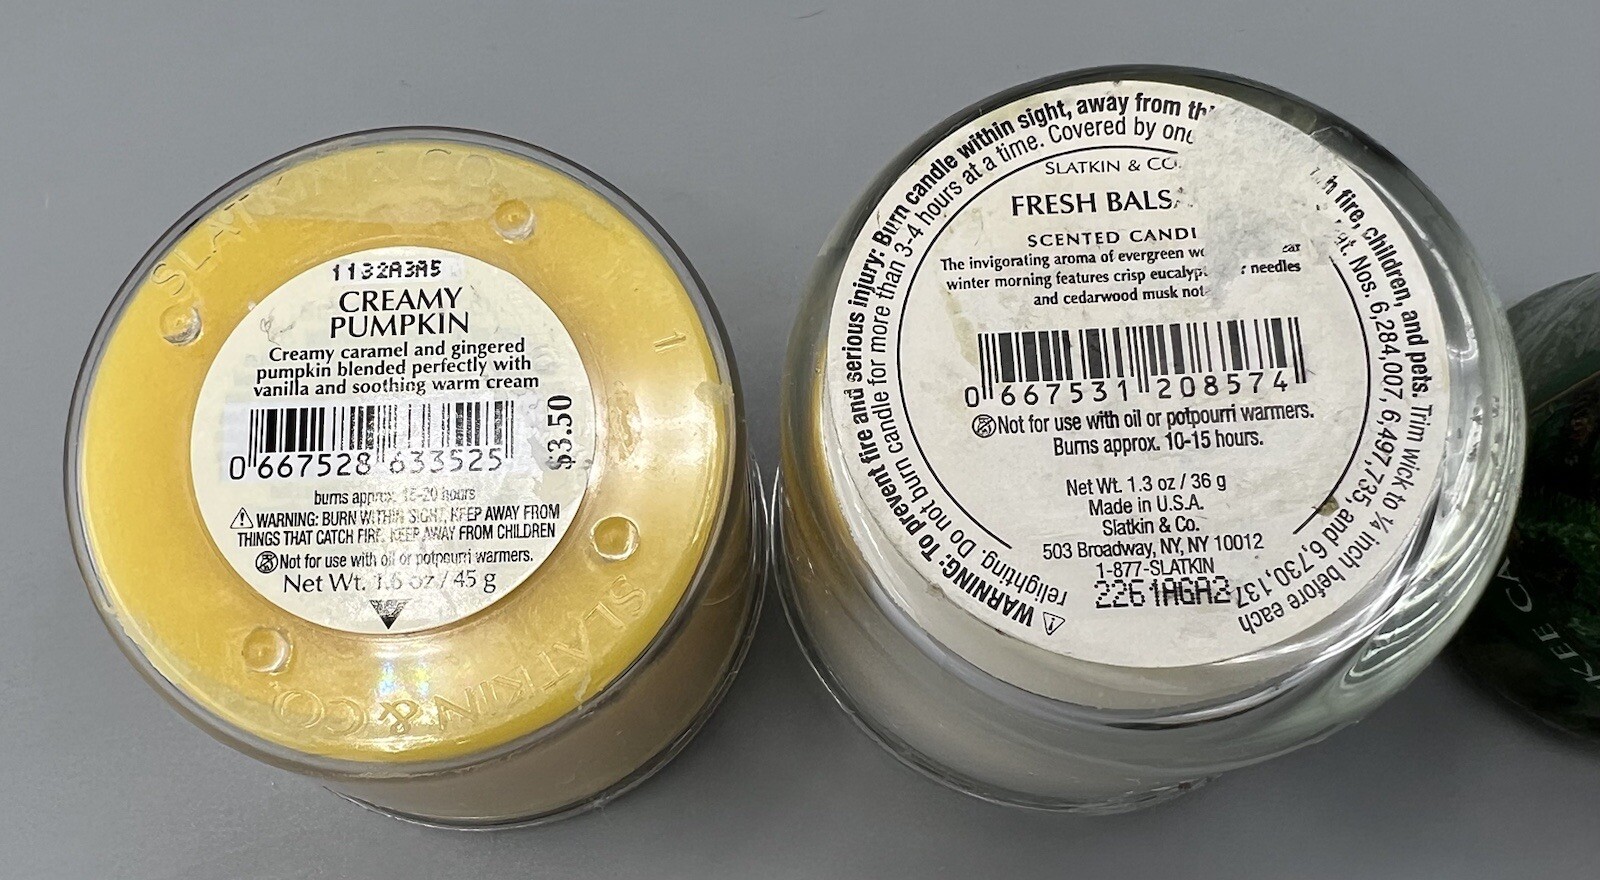 SLATKIN & CO
1132A3A5
CREAMY
PUMPKIN
Creamy caramel and gingered
pumpkin blended perfectly with
vanilla and soothing warm cream
0 667528 633525
$3.50
burns approx. 15-20 hours
WARNING: BURN WITHIN SIGHT, KEEP AWAY FROM
THINGS THAT CATCH FIRE, KEEP AWAY FROM CHILDREN
Not for use with oil or potpourri warmers.
Net Wt. 1.6 oz / 45 g
SLATKIN & CO.
1
WARNING: To prevent fire and serious injury: Burn candle within sight, away from
fire, children, and pets. Trim wick to ¼ inch before each
relighting. Do not burn candle for more than 3-4 hours at a time. Covered by
Nos. 6,284,007, 6,497,735, and 6,730,137
SLATKIN & CO.
FRESH BALS
SCENTED CANDL
The invigorating aroma of evergreen
winter morning features crisp eucalypt needles
and cedarwood musk not
0 667531 208574
Not for use with oil or potpourri warmers.
Burns approx. 10-15 hours.
Net Wt. 1.3 oz / 36 g
Made in U.S.A.
Slatkin & Co.
503 Broadway, NY, NY 10012
1-877-SLATKIN
2261A6A2
KEE CA